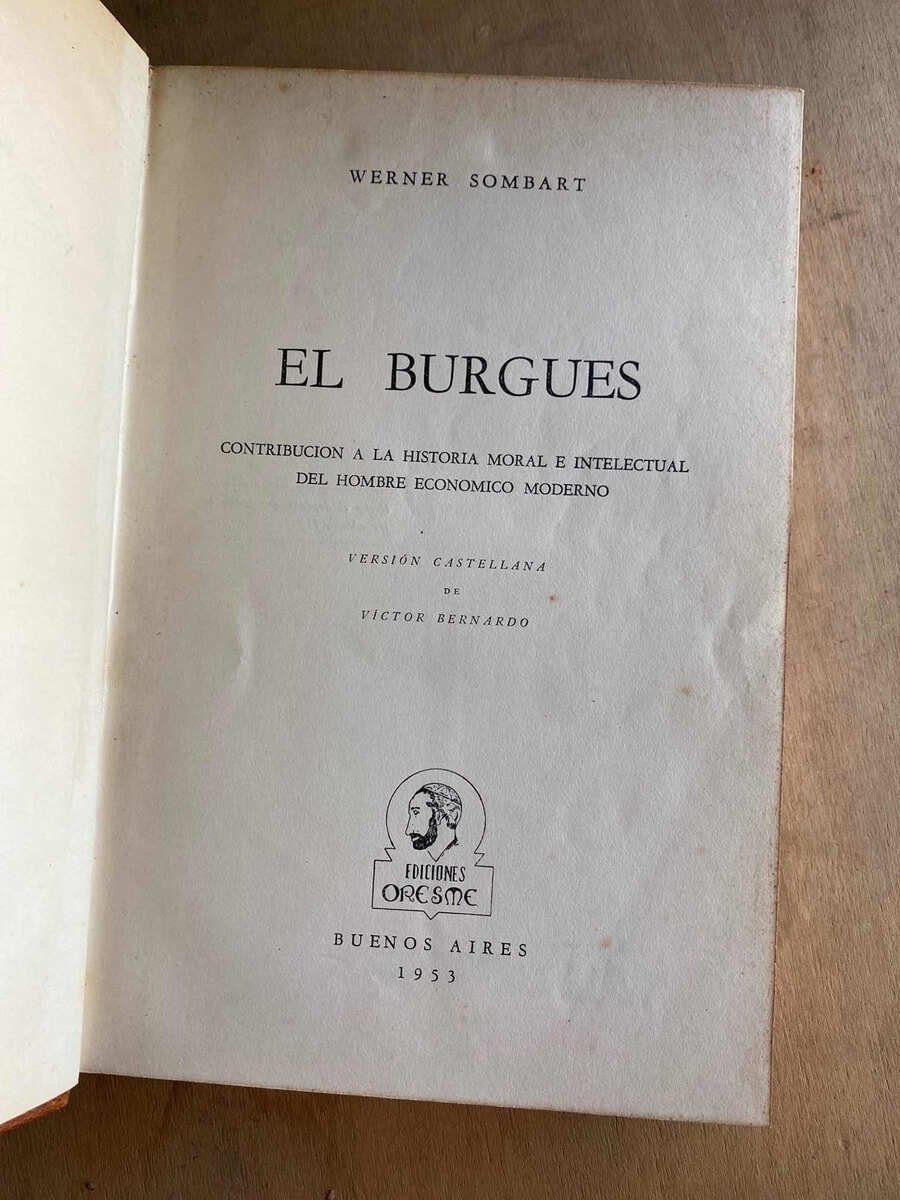 WERNER SOMBART
EL BURGUES
CONTRIBUCION A LA HISTORIA MORAL E INTELECTUAL
DEL HOMBRE ECONOMICO MODERNO
VERSIÓN CASTELLANA
DE
VÍCTOR BERNARDO
EDICIONES
ORESME
BUENOS AIRES
1953